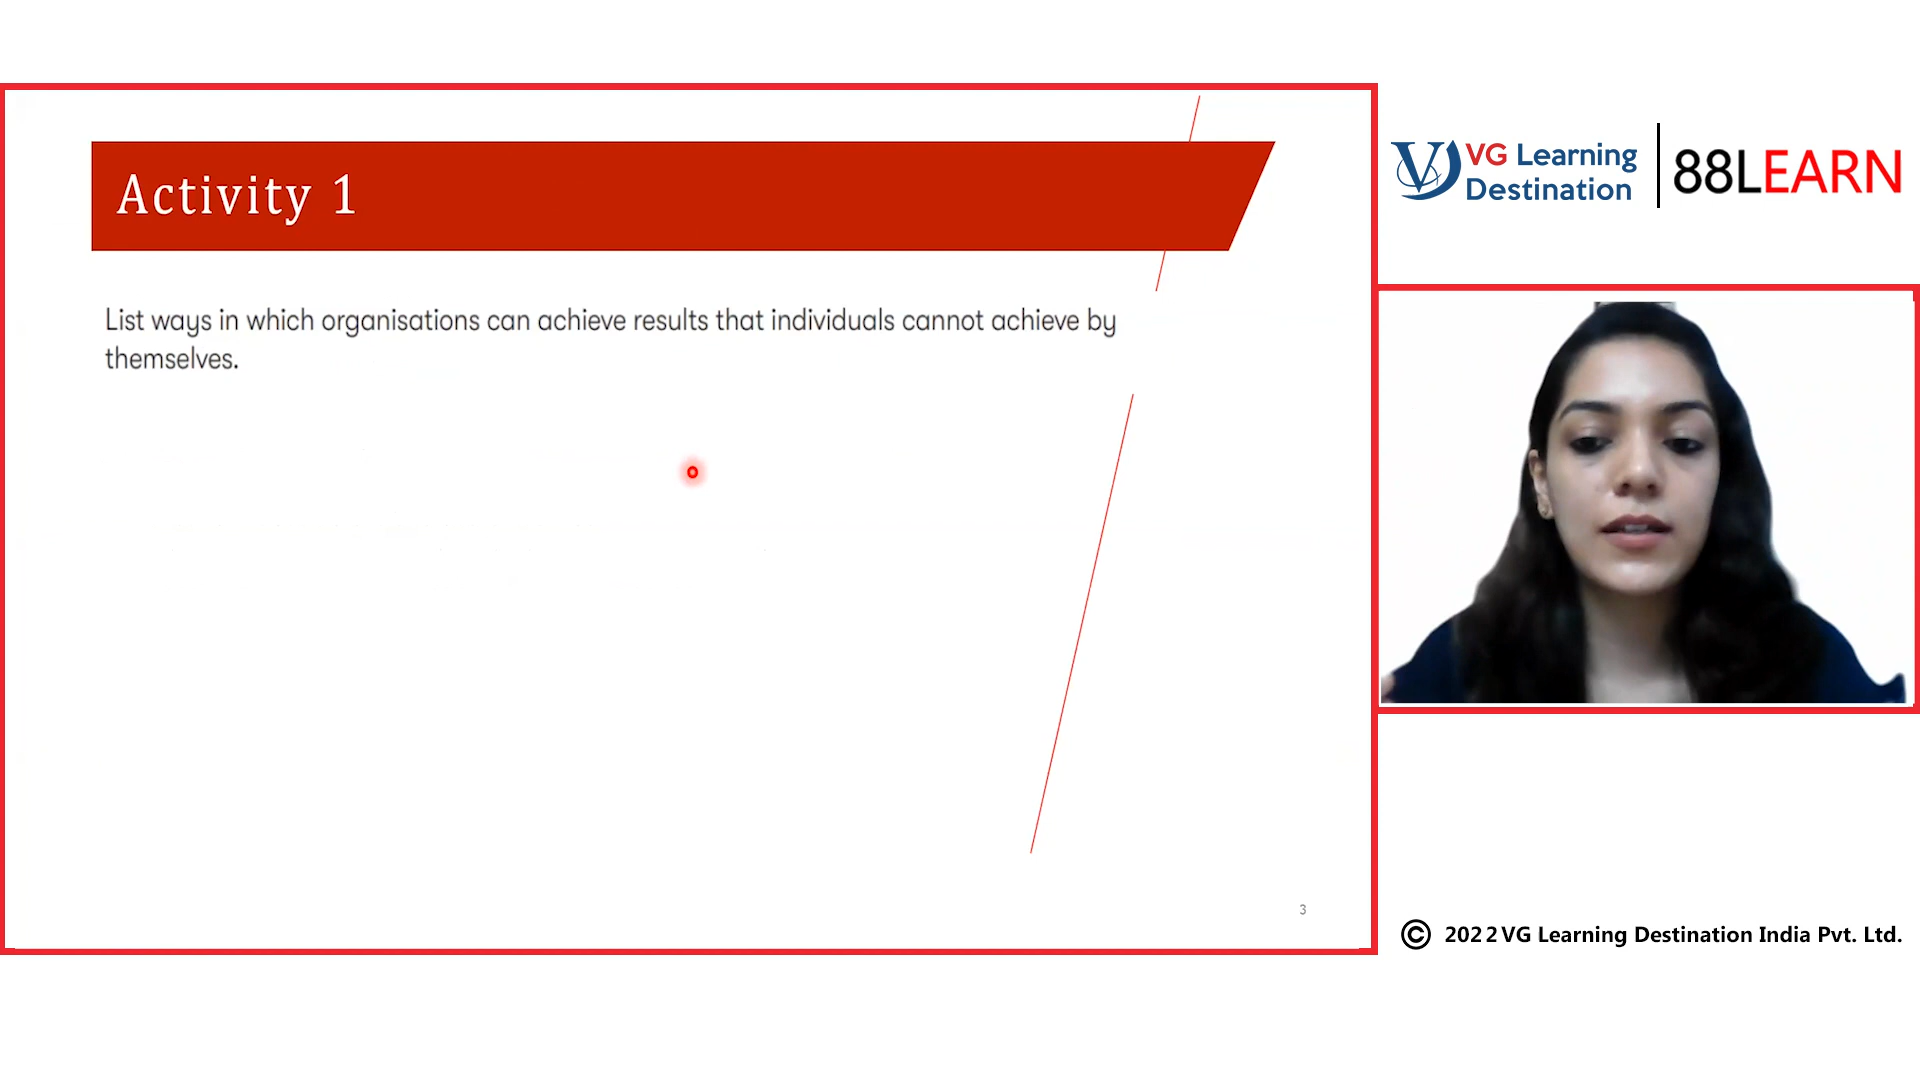 Activity 1
List ways in which organisations can achieve results that individuals cannot achieve by
themselves.
3
VG Learning
Destination
88LEARN
© 2022 VG Learning Destination India Pvt. Ltd.